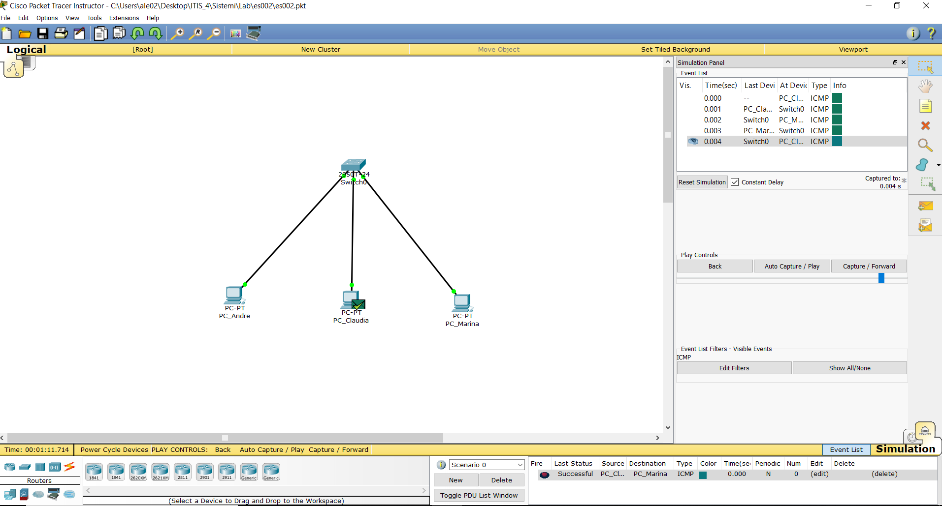 Cisco Packet Tracer Instructor - C:\Users\ale02\Desktop\ITIS_4\Sistemi\Lab\es002\es002.pkt
File Edit Options View Tools Extensions Help
Logical [Root] New Cluster Move Object Set Tiled Background Viewport
Simulation Panel
Event List
Vis. Time(sec) Last Devi At Devic Type Info
0.000 -- PC_Cl... ICMP
0.001 PC_Cla... Switch0 ICMP
0.002 Switch0 PC_M... ICMP
0.003 PC_Mar... Switch0 ICMP
0.004 Switch0 PC_Cl... ICMP
Reset Simulation Constant Delay Captured to: *
0.004 s
2950T-24
Switch0
Play Controls
Back Auto Capture / Play Capture / Forward
PC-PT
PC_Andre
PC-PT
PC_Claudia
PC-PT
PC_Marina
Event List Filters - Visible Events
ICMP
Edit Filters Show All/None
Time: 00:01:11.714 Power Cycle Devices PLAY CONTROLS: Back Auto Capture / Play Capture / Forward Event List Simulation
Routers
1841 1941 2811 2901 2911 Generic Generic
(Select a Device to Drag and Drop to the Workspace)
Scenario 0
New Delete
Toggle PDU List Window
Fire Last Status Source Destination Type Color Time(sec Periodic Num Edit Delete
Successful PC_Cl... PC_Marina ICMP 0.000 N 0 (edit) (delete)